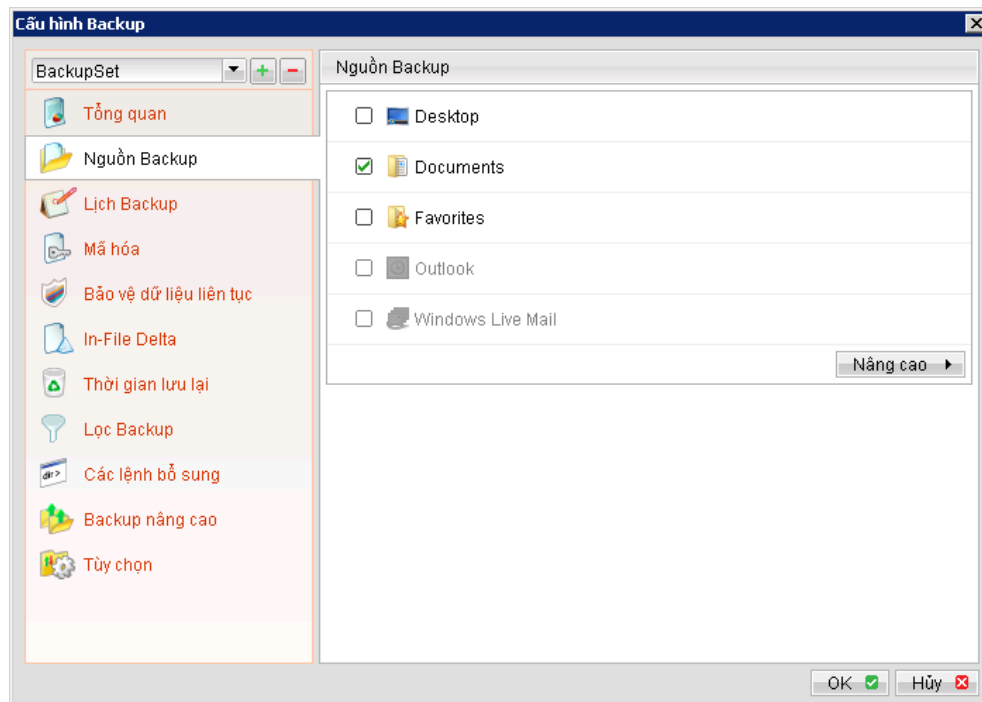 Cấu hình Backup
BackupSet
Tổng quan
Nguồn Backup
Lịch Backup
Mã hóa
Bảo vệ dữ liệu liên tục
In-File Delta
Thời gian lưu lại
Lọc Backup
dir>
Các lệnh bổ sung
Backup nâng cao
Tùy chọn
Nguồn Backup
Desktop
Documents
Favorites
Outlook
Windows Live Mail
Nâng cao
OK
Hủy